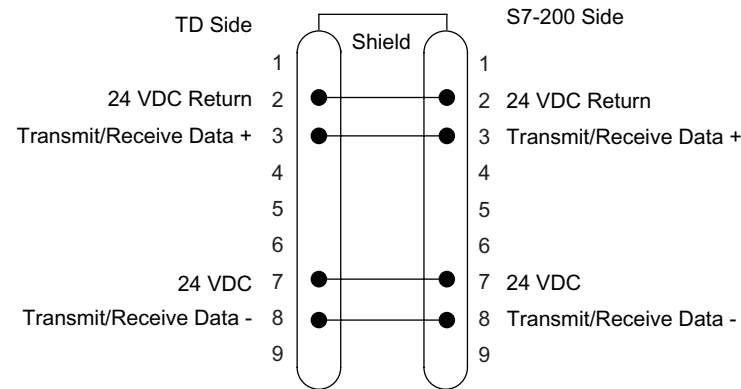 TD Side
S7-200 Side
Shield
1 1
24 VDC Return 2 2 24 VDC Return
Transmit/Receive Data + 3 3 Transmit/Receive Data +
4 4
5 5
6 6
24 VDC 7 7 24 VDC
Transmit/Receive Data - 8 8 Transmit/Receive Data -
9 9